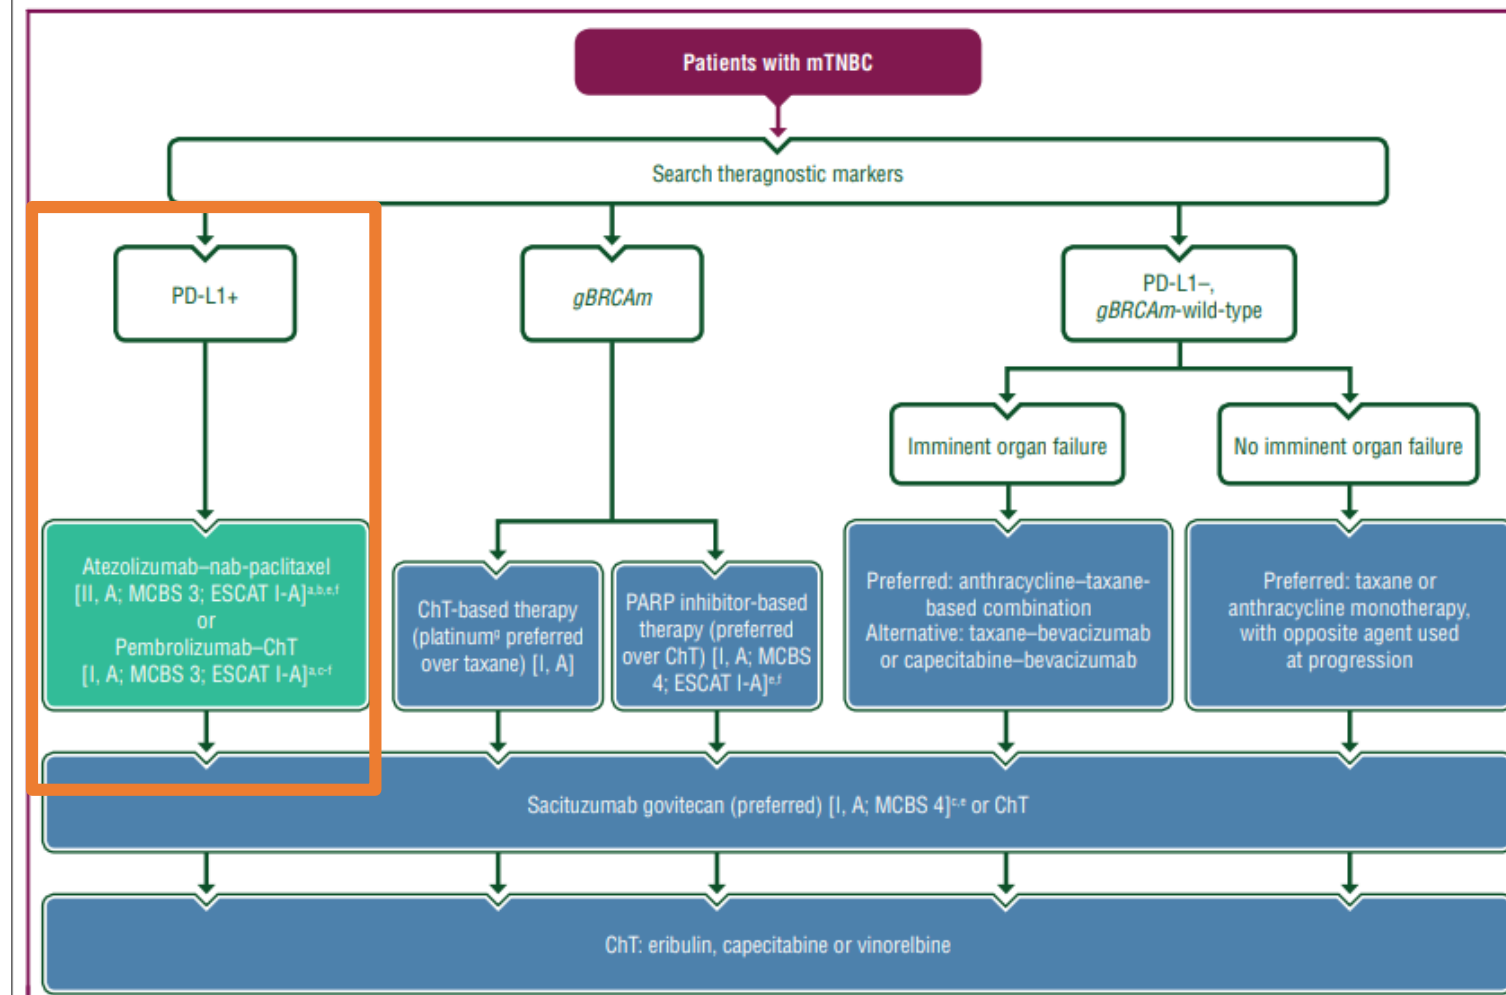 Patients with mTNBC
Search theragnostic markers
PD-L1+
gBRCAm
PD-L1–,
gBRCAm-wild-type
Imminent organ failure
No imminent organ failure
Atezolizumab–nab-paclitaxel
[II, A; MCBS 3; ESCAT I-A]a,b,e,f
or
Pembrolizumab–ChT
[I, A; MCBS 3; ESCAT I-A]a,c-f
ChT-based therapy
(platinumg preferred
over taxane) [I, A]
PARP inhibitor-based
therapy (preferred
over ChT) [I, A; MCBS
4; ESCAT I-A]e,f
Preferred: anthracycline–taxane-
based combination
Alternative: taxane–bevacizumab
or capecitabine–bevacizumab
Preferred: taxane or
anthracycline monotherapy,
with opposite agent used
at progression
Sacituzumab govitecan (preferred) [I, A; MCBS 4]c,e or ChT
ChT: eribulin, capecitabine or vinorelbine